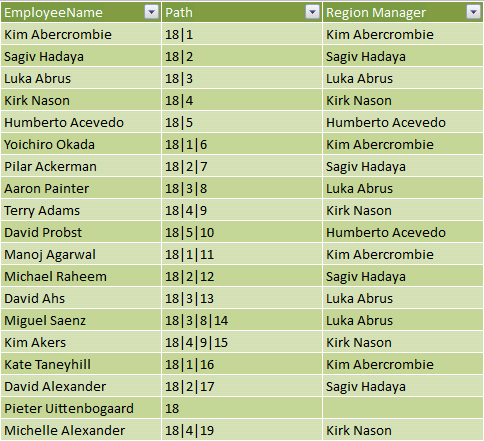 EmployeeName Path Region Manager
Kim Abercrombie 18|1 Kim Abercrombie
Sagiv Hadaya 18|2 Sagiv Hadaya
Luka Abrus 18|3 Luka Abrus
Kirk Nason 18|4 Kirk Nason
Humberto Acevedo 18|5 Humberto Acevedo
Yoichiro Okada 18|1|6 Kim Abercrombie
Pilar Ackerman 18|2|7 Sagiv Hadaya
Aaron Painter 18|3|8 Luka Abrus
Terry Adams 18|4|9 Kirk Nason
David Probst 18|5|10 Humberto Acevedo
Manoj Agarwal 18|1|11 Kim Abercrombie
Michael Raheem 18|2|12 Sagiv Hadaya
David Ahs 18|3|13 Luka Abrus
Miguel Saenz 18|3|8|14 Luka Abrus
Kim Akers 18|4|9|15 Kirk Nason
Kate Taneyhill 18|1|16 Kim Abercrombie
David Alexander 18|2|17 Sagiv Hadaya
Pieter Uittenbogaard 18
Michelle Alexander 18|4|19 Kirk Nason